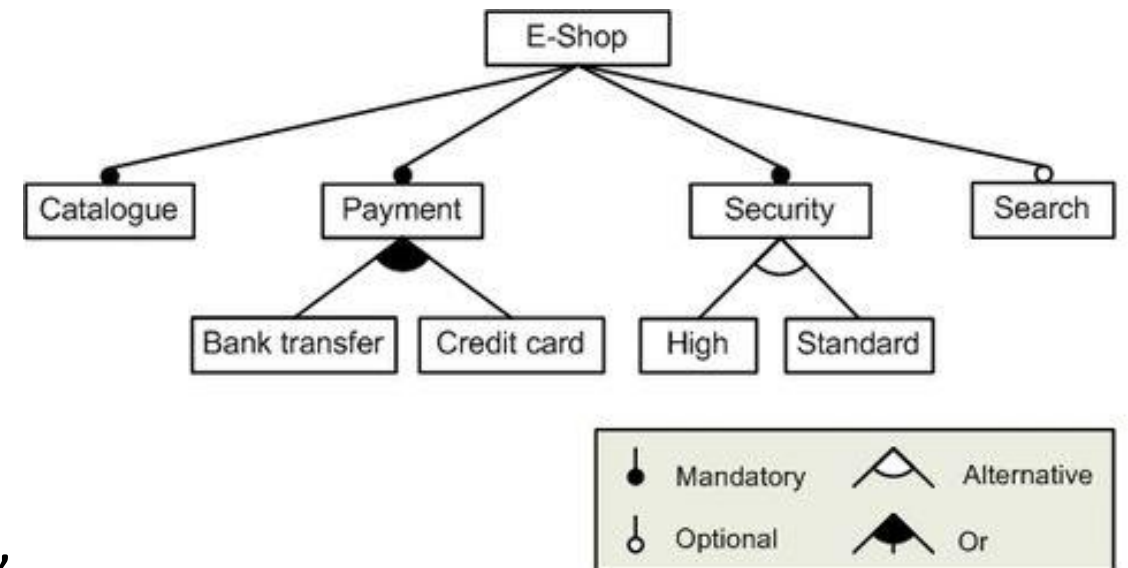 E-Shop
Catalogue Payment Security Search
Bank transfer Credit card High Standard
Mandatory Alternative
Optional Or
,